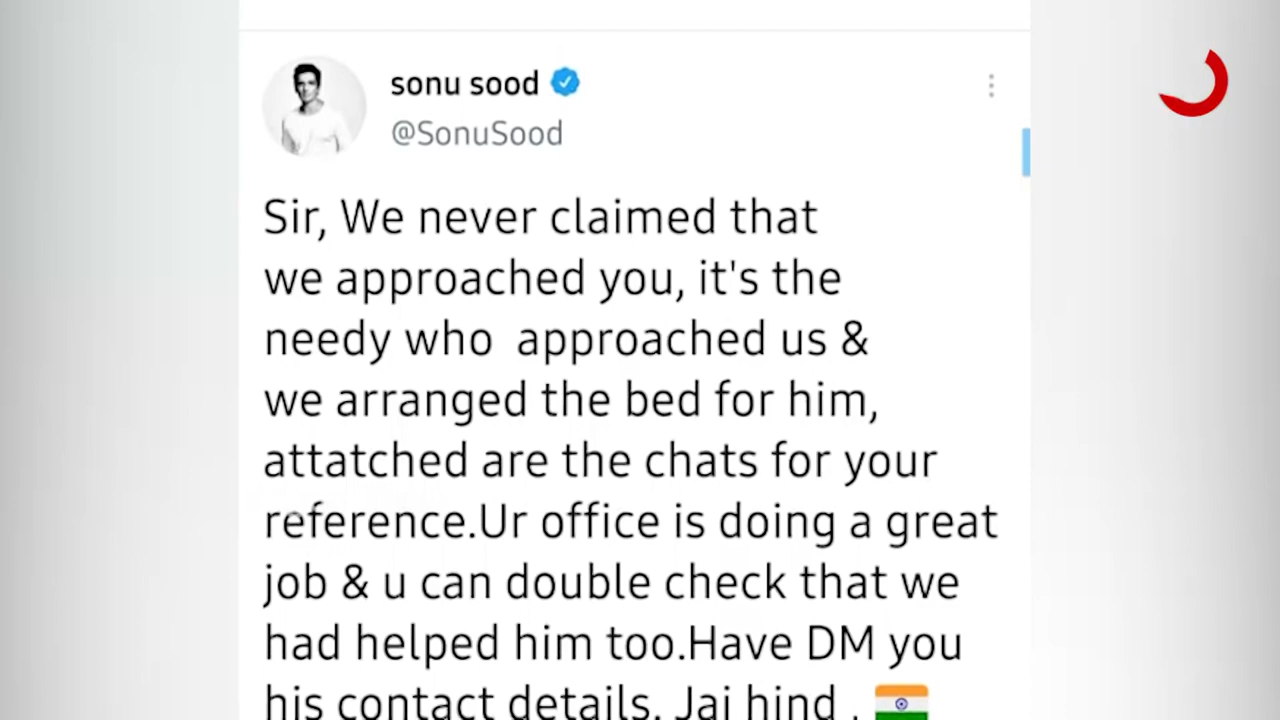 sonu sood
@SonuSood
Sir, We never claimed that
we approached you, it's the
needy who  approached us &
we arranged the bed for him,
attatched are the chats for your
reference.Ur office is doing a great
job & u can double check that we
had helped him too.Have DM you
his contact details. Jai hind . 🇮🇳